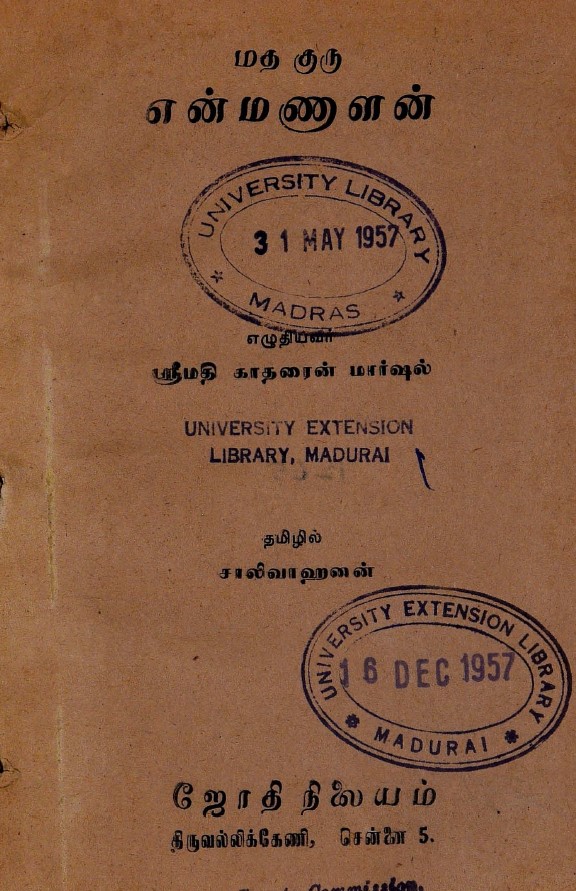 மத குரு
என் மணாளன்
UNIVERSITY LIBRARY
31 MAY 1957
MADRAS
எழுதியவர்
ஸ்ரீமதி காதரைன் மார்ஷல்
UNIVERSITY EXTENSION
LIBRARY, MADURAI
தமிழில்
சாலிவாஹனன்
UNIVERSITY EXTENSION LIBRARY
16 DEC 1957
MADURAI
ஜோதி நிலையம்
திருவல்லிக்கேணி, சென்னை 5.
Commission,